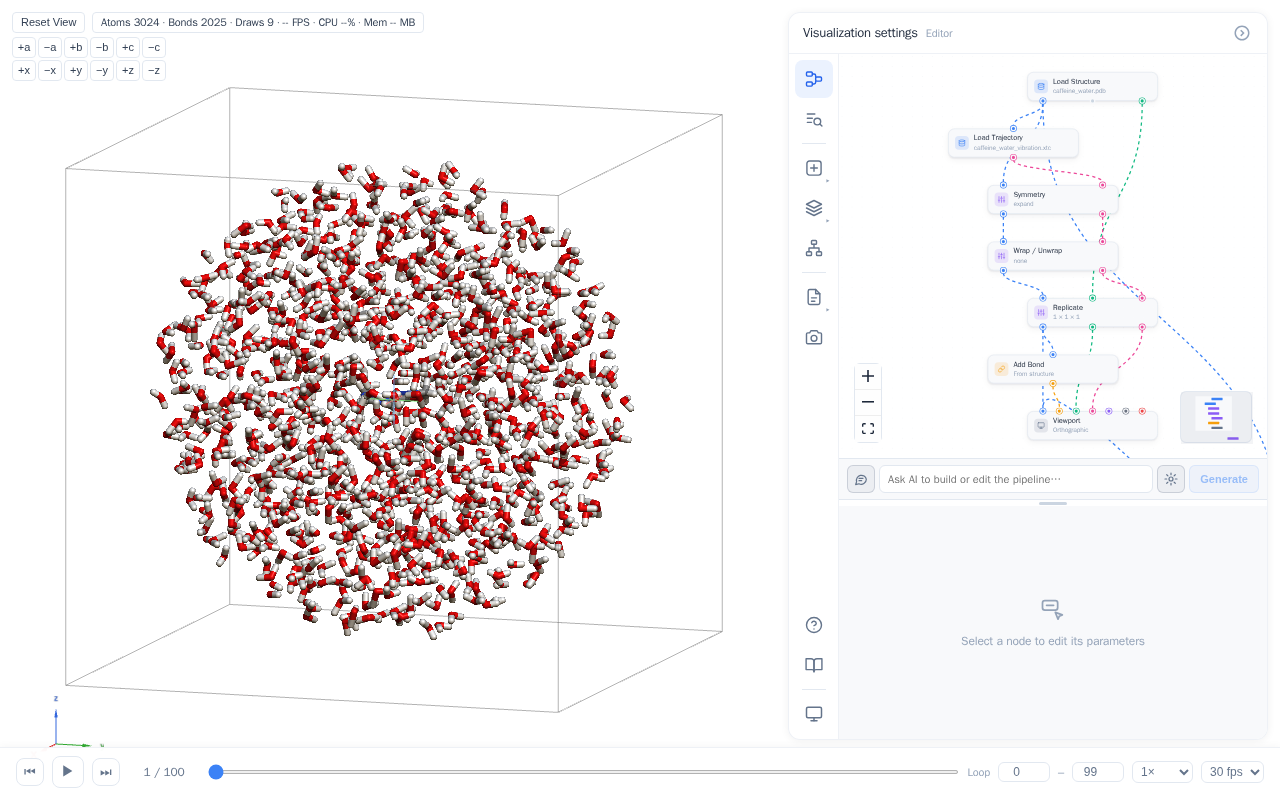 Reset View
Atoms 3024 · Bonds 2025 · Draws 9 · -- FPS · CPU --% · Mem -- MB
+a −a +b −b +c −c
+x −x +y −y +z −z
z
Visualization settings Editor
Load Structure
caffeine_water.pdb
Load Trajectory
caffeine_water_vibration.xtc
Symmetry
expand
Wrap / Unwrap
none
Replicate
1 × 1 × 1
Add Bond
From structure
Viewport
Orthographic
Ask AI to build or edit the pipeline···
Generate
Select a node to edit its parameters
1 / 100
Loop 0 – 99 1× 30 fps